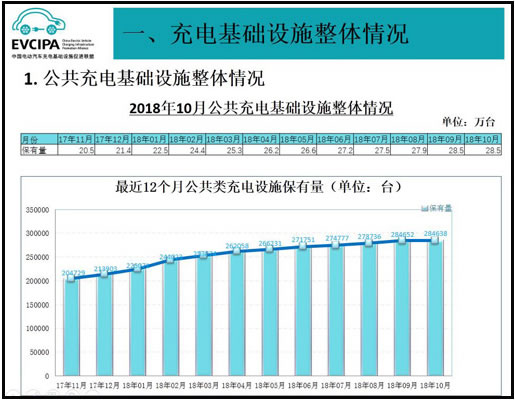 EVCIPA
中国电动汽车充电基础设施促进联盟
一、充电基础设施整体情况
1. 公共充电基础设施整体情况
2018年10月公共充电基础设施整体情况
单位：万台
月份 17年11月 17年12月 18年01月 18年02月 18年03月 18年04月 18年05月 18年06月 18年07月 18年08月 18年09月 18年10月
保有量 20.5 21.4 22.5 24.4 25.3 26.2 26.6 27.2 27.5 27.9 28.5 28.5
最近12个月公共类充电设施保有量（单位：台）
保有量
350000
300000
250000
200000
150000
100000
50000
0
204729 213903 262058 266231 271751 274777 278736 284652 284638
17年11月 17年12月 18年01月 18年02月 18年03月 18年04月 18年05月 18年06月 18年07月 18年08月 18年09月 18年10月